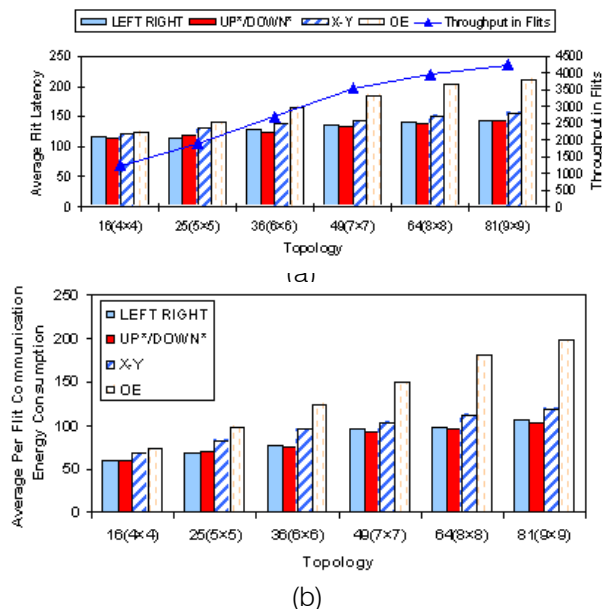 LEFT RIGHT UP*/DOWN* X-Y OE Throughput in Flits
Average Flit Latency
250
200
150
100
50
0
4500
4000
3500
3000
2500
2000
1500
1000
500
0
Throughput in Flits
16(4×4) 25(5×5) 36(6×6) 49(7×7) 64(8×8) 81(9×9)
Topology
(a)
Average Per Flit Communication
Energy Consumption
250
200
150
100
50
0
LEFT RIGHT
UP*/DOWN*
X-Y
OE
16(4×4) 25(5×5) 36(6×6) 49(7×7) 64(8×8) 81(9×9)
Topology
(b)